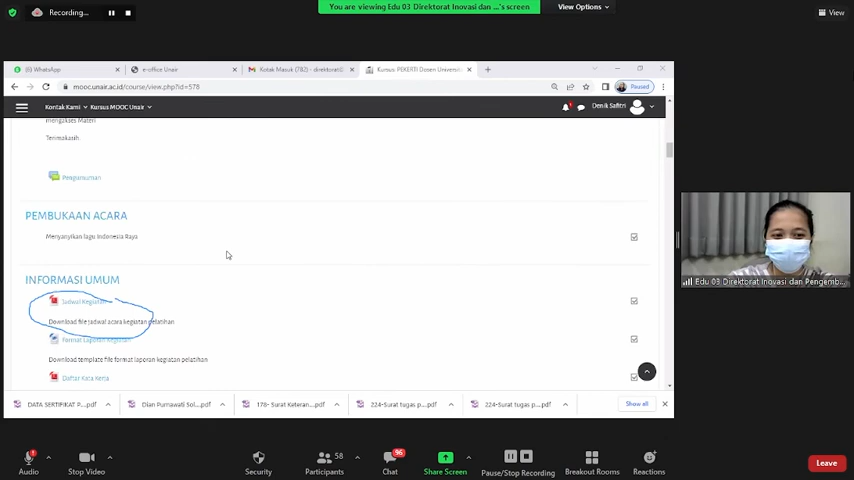 Recording...
You are viewing Edu 03 Direktorat Inovasi dan ...'s screen
View Options
View
(6) WhatsApp
e-office Unair
Kotak Masuk (782) - direktorat@
Kursus: PEKERTI Dosen Universita
mooc.unair.ac.id/course/view.php?id=578
Paused
Kontak Kami
Kursus MOOC Unair
Denik Safitri
mengakses Materi
Terimakasih.
Pengumuman
PEMBUKAAN ACARA
Menyanyikan lagu Indonesia Raya
INFORMASI UMUM
Jadwal Kegiatan
Download file jadwal acara kegiatan pelatihan
Format Laporan Kegiatan
Download template file format laporan kegiatan pelatihan
Daftar Kata Kerja
Edu 03 Direktorat Inovasi dan Pengemb...
DATA SERTIFIKAT P....pdf
Dian Purnawati Sol....pdf
178- Surat Keteran....pdf
224-Surat tugas p....pdf
224-Surat tugas p....pdf
Show all
58
96
Audio
Stop Video
Security
Participants
Chat
Share Screen
Pause/Stop Recording
Breakout Rooms
Reactions
Leave